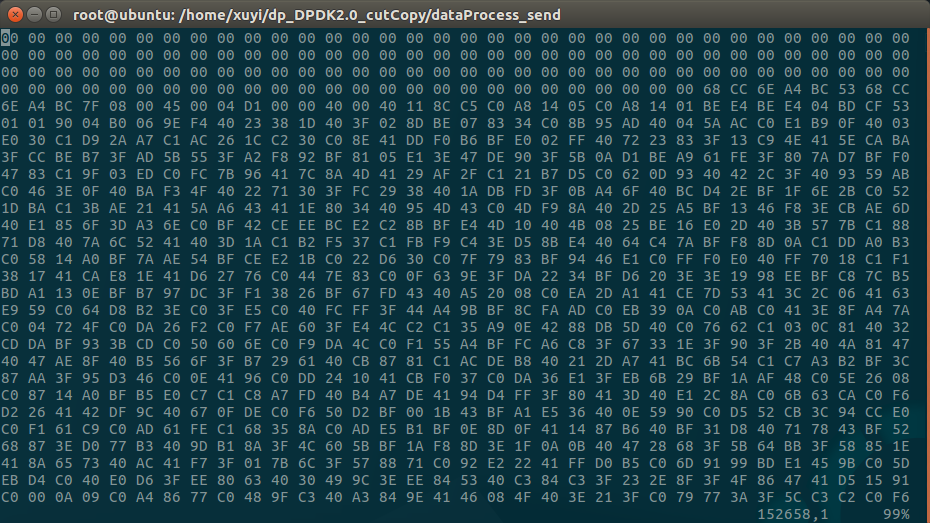 root@ubuntu: /home/xuyi/dp_DPDK2.0_cutCopy/dataProcess_send
00 00 00 00 00 00 00 00 00 00 00 00 00 00 00 00 00 00 00 00 00 00 00 00 00 00 00 00 00 00 00 00 00 00
00 00 00 00 00 00 00 00 00 00 00 00 00 00 00 00 00 00 00 00 00 00 00 00 00 00 00 00 00 00 00 00 00 00
00 00 00 00 00 00 00 00 00 00 00 00 00 00 00 00 00 00 00 00 00 00 00 00 00 00 00 00 00 00 00 00 00 00
00 00 00 00 00 00 00 00 00 00 00 00 00 00 00 00 00 00 00 00 00 00 00 00 00 00 68 CC 6E A4 BC 53 68 CC
6E A4 BC 7F 08 00 45 00 04 D1 00 00 40 00 40 11 8C C5 C0 A8 14 05 C0 A8 14 01 BE E4 BE E4 04 BD CF 53
01 01 90 04 B0 06 9E F4 40 23 38 1D 40 3F 02 8D BE 07 83 34 C0 8B 95 AD 40 04 5A AC C0 E1 B9 0F 40 03
E0 30 C1 D9 2A A7 C1 AC 26 1C C2 30 C0 8E 41 DD F0 B6 BF E0 02 FF 40 72 23 83 3F 13 C9 4E 41 5E CA BA
3F CC BE B7 3F AD 5B 55 3F A2 F8 92 BF 81 05 E1 3E 47 DE 90 3F 5B 0A D1 BE A9 61 FE 3F 80 7A D7 BF F0
47 83 C1 9F 03 ED C0 FC 7B 96 41 7C 8A 4D 41 29 AF 2F C1 21 B7 D5 C0 62 0D 93 40 42 2C 3F 40 93 59 AB
C0 46 3E 0F 40 BA F3 4F 40 22 71 30 3F FC 29 38 40 1A DB FD 3F 0B A4 6F 40 BC D4 2E BF 1F 6E 2B C0 52
1D BA C1 3B AE 21 41 5A A6 43 41 1E 80 34 40 95 4D 43 C0 4D F9 8A 40 2D 25 A5 BF 13 46 F8 3E CB AE 6D
40 E1 85 6F 3D A3 6E C0 BF 42 CE EE BC E2 C2 8B BF E4 4D 10 40 4B 08 25 BE 16 E0 2D 40 3B 57 7B C1 88
71 D8 40 7A 6C 52 41 40 3D 1A C1 B2 F5 37 C1 FB F9 C4 3E D5 8B E4 40 64 C4 7A BF F8 8D 0A C1 DD A0 B3
C0 58 14 A0 BF 7A AE 54 BF CE E2 1B C0 22 D6 30 C0 7F 79 83 BF 94 46 E1 C0 FF F0 E0 40 FF 70 18 C1 F1
38 17 41 CA E8 1E 41 D6 27 76 C0 44 7E 83 C0 0F 63 9E 3F DA 22 34 BF D6 20 3E 3E 19 98 EE BF C8 7C B5
BD A1 13 0E BF B7 97 DC 3F F1 38 26 BF 67 FD 43 40 A5 20 08 C0 EA 2D A1 41 CE 7D 53 41 3C 2C 06 41 63
E9 59 C0 64 D8 B2 3E C0 3F E5 C0 40 FC FF 3F 44 A4 9B BF 8C FA AD C0 EB 39 0A C0 AB C0 41 3E 8F A4 7A
C0 04 72 4F C0 DA 26 F2 C0 F7 AE 60 3F E4 4C C2 C1 35 A9 0E 42 88 DB 5D 40 C0 76 62 C1 03 0C 81 40 32
CD DA BF 93 3B CD C0 50 60 6E C0 F9 DA 4C C0 F1 55 A4 BF FC A6 C8 3F 67 33 1E 3F 90 3F 2B 40 4A 81 47
40 47 AE 8F 40 B5 56 6F 3F B7 29 61 40 CB 87 81 C1 AC DE B8 40 21 2D A7 41 BC 6B 54 C1 C7 A3 B2 BF 3C
87 AA 3F 95 D3 46 C0 0E 41 96 C0 DD 24 10 41 CB F0 37 C0 DA 36 E1 3F EB 6B 29 BF 1A AF 48 C0 5E 26 08
C0 87 14 A0 BF B5 E0 C7 C1 C8 A7 FD 40 B4 A7 DE 41 94 D4 FF 3F 80 41 3D 40 E1 2C 8A C0 6B 63 CA C0 F6
D2 26 41 42 DF 9C 40 67 0F DE C0 F6 50 D2 BF 00 1B 43 BF A1 E5 36 40 0E 59 90 C0 D5 52 CB 3C 94 CC E0
C0 F1 61 C9 C0 AD 61 FE C1 68 35 8A C0 AD E5 B1 BF 0E 8D 0F 41 14 87 B6 40 BF 31 D8 40 71 78 43 BF 52
68 87 3E D0 77 B3 40 9D B1 8A 3F 4C 60 5B BF 1A F8 8D 3E 1F 0A 0B 40 47 28 68 3F 5B 64 BB 3F 58 85 1E
41 8A 65 73 40 AC 41 F7 3F 01 7B 6C 3F 57 88 71 C0 92 E2 22 41 FF D0 B5 C0 6D 91 99 BD E1 45 9B C0 5D
EB D4 C0 40 E0 D6 3F EE 80 63 40 30 49 9C 3E EE 84 53 40 C3 84 C3 3F 23 2E 8F 3F 4F 86 47 41 D5 15 91
C0 00 0A 09 C0 A4 86 77 C0 48 9F C3 40 A3 84 9E 41 46 08 4F 40 3E 21 3F C0 79 77 3A 3F 5C C3 C2 C0 F6
152658,1 99%